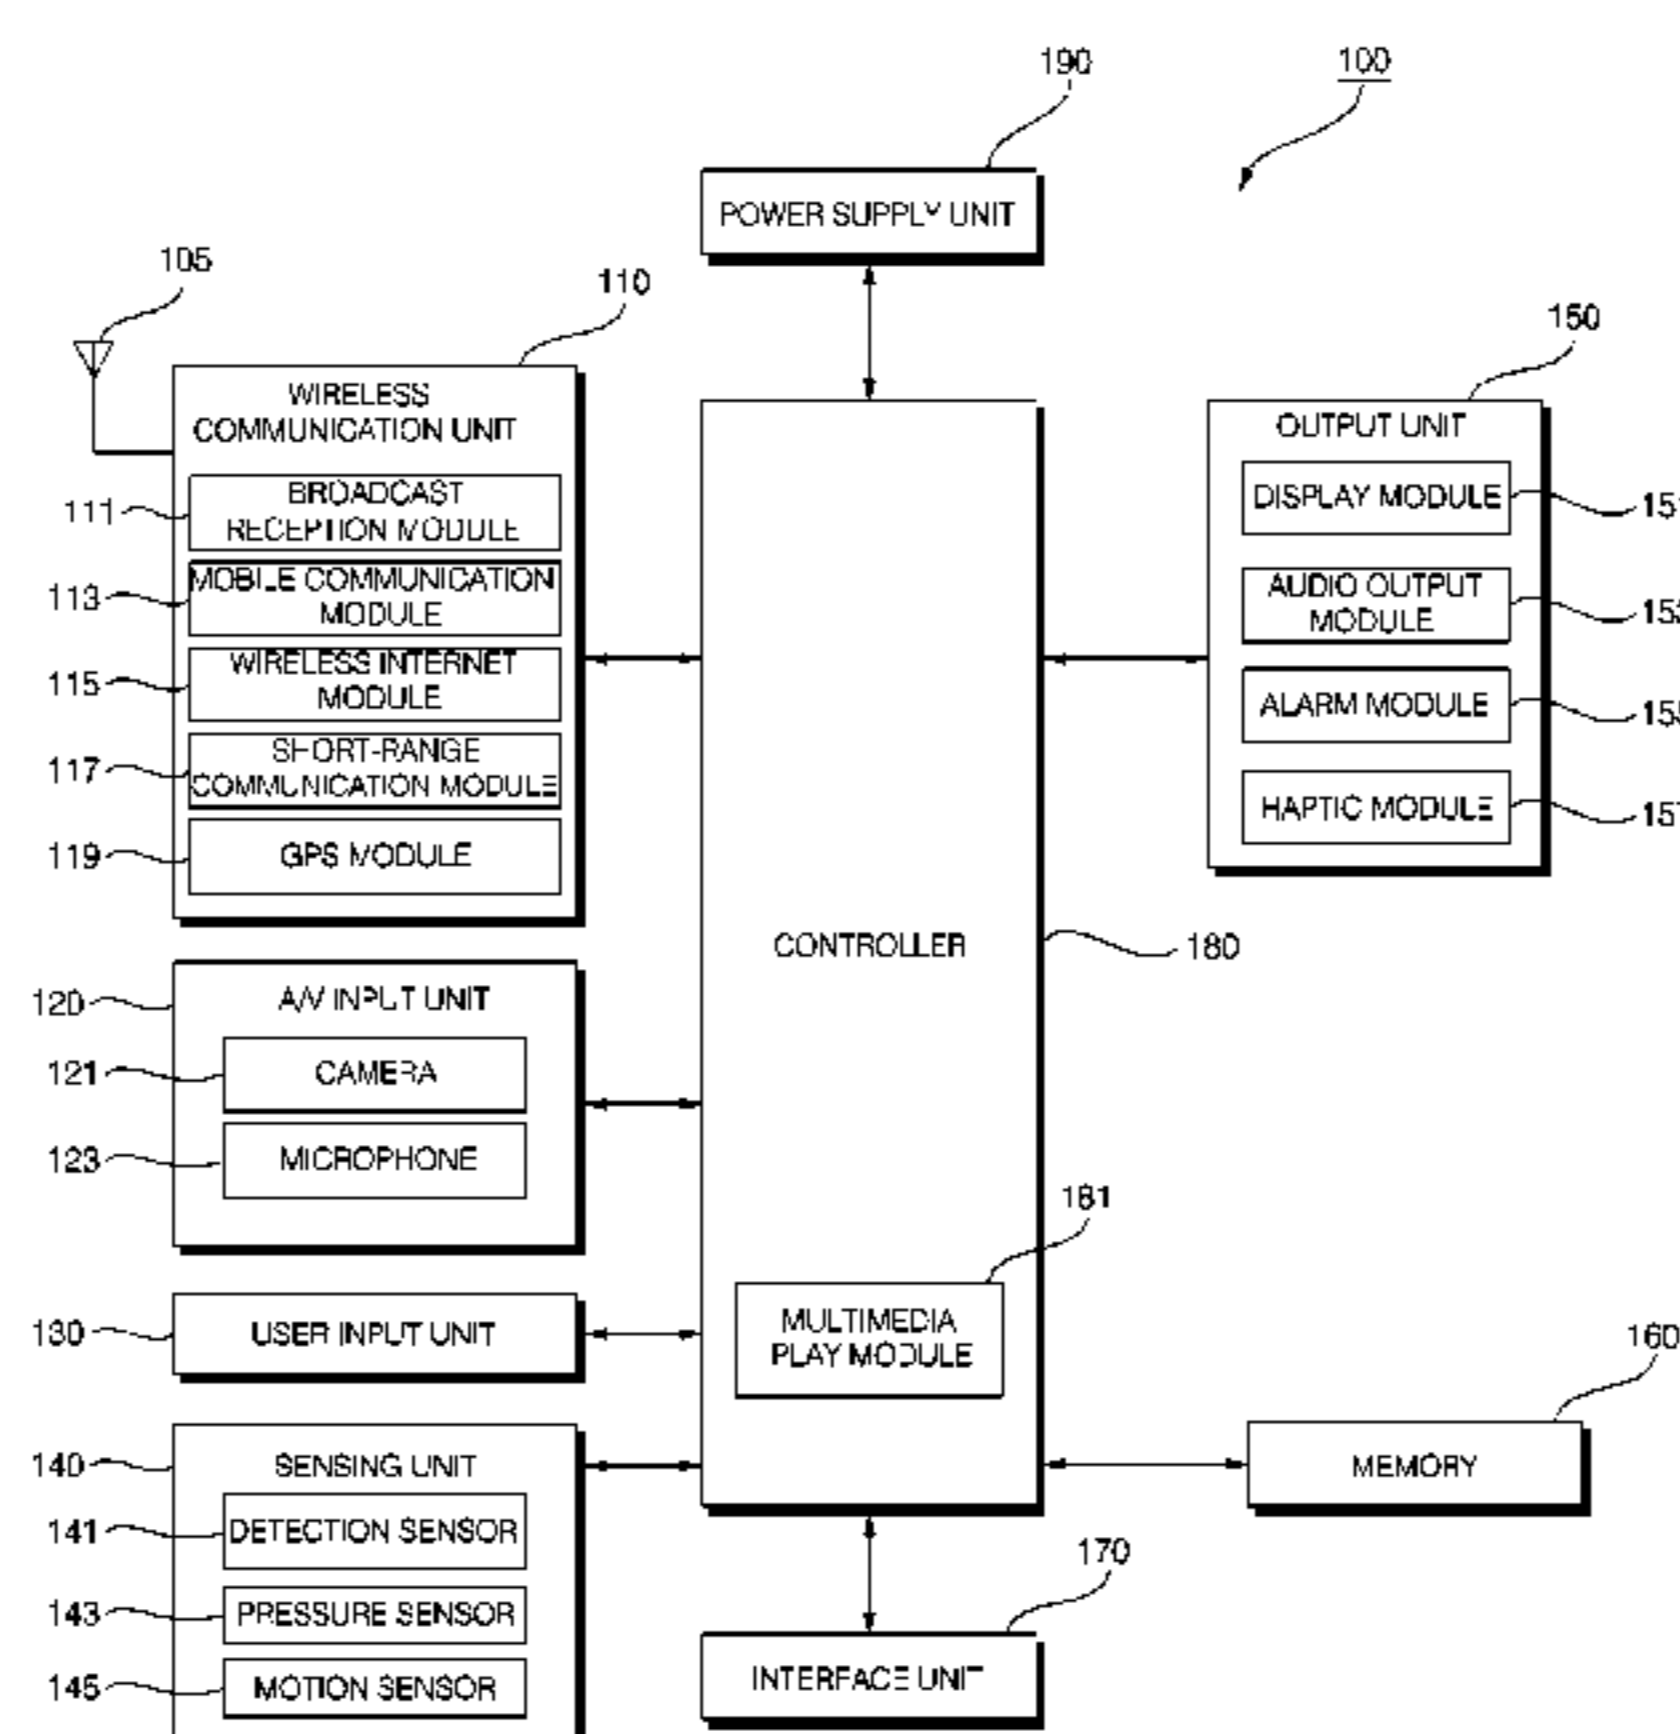 190
100
POWER SUPPLY UNIT
105
110
150
WIRELESS
COMMUNICATION UNIT
111
BROADCAST
RECEPTION MODULE
113
MOBILE COMMUNICATION
MODULE
115
WIRELESS INTERNET
MODULE
117
SHORT-RANGE
COMMUNICATION MODULE
119
GPS MODULE
OUTPUT UNIT
DISPLAY MODULE
AUDIO OUTPUT
MODULE
ALARM MODULE
HAPTIC MODULE
CONTROLLER
180
120
A/V INPUT UNIT
121
CAMERA
123
MICROPHONE
181
MULTIMEDIA
PLAY MODULE
130
USER INPUT UNIT
160
MEMORY
140
SENSING UNIT
141
DETECTION SENSOR
143
PRESSURE SENSOR
145
MOTION SENSOR
170
INTERFACE UNIT